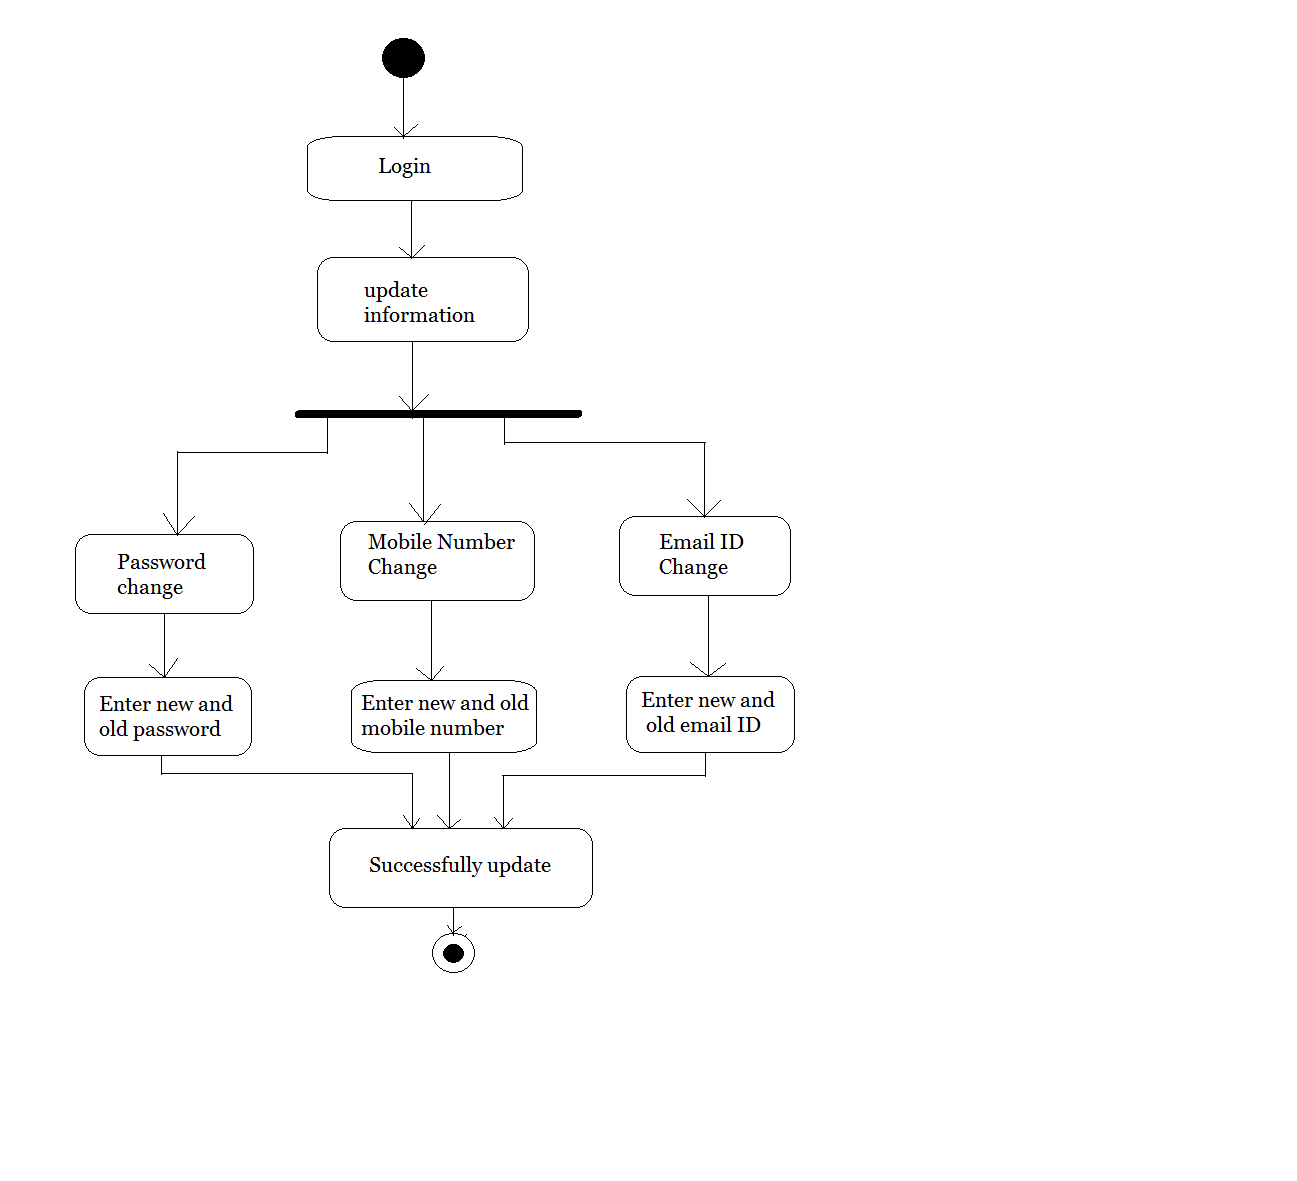 Login
update
information
Password
change
Mobile Number
Change
Email ID
Change
Enter new and
old password
Enter new and old
mobile number
Enter new and
old email ID
Successfully update